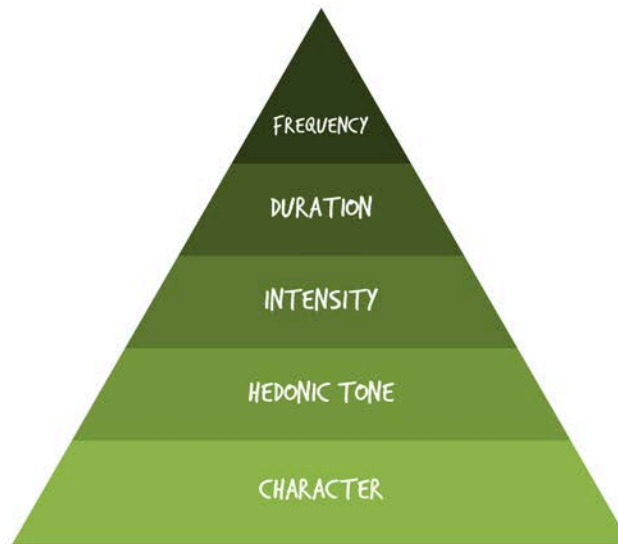 FREQUENCY
DURATION
INTENSITY
HEDONIC TONE
CHARACTER